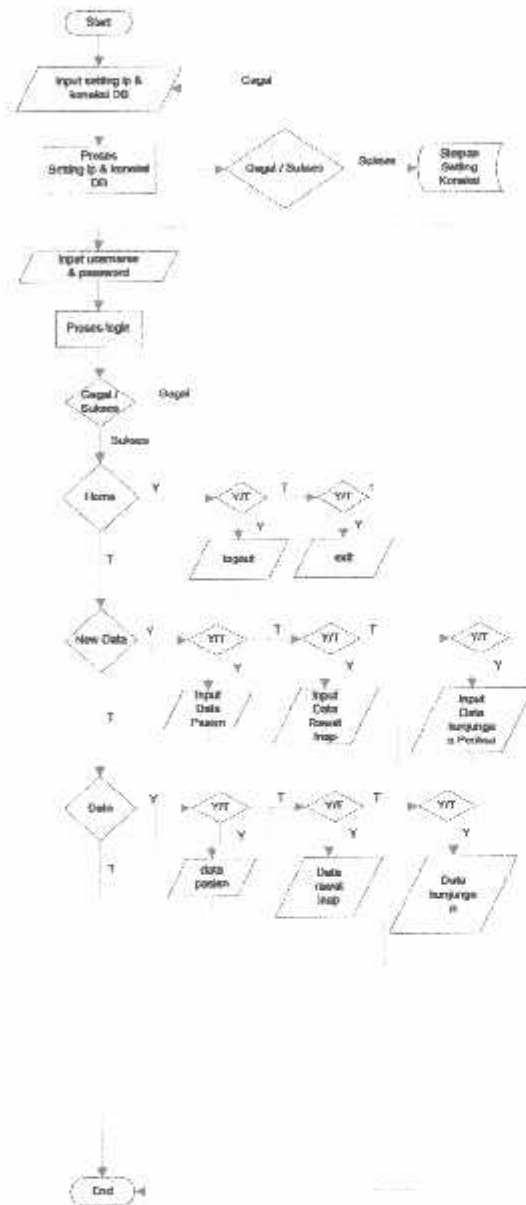 Start
Input setting ip &
koneksi DB
Gagal
Proses
Setting ip & koneksi
DB
Gagal / Sukses
Sukses
Simpan
Setting
Koneksi
Input username
& password
Proses login
Gagal /
Sukses
Gagal
Sukses
Home
Y
Y/T
T
Y/T
Y
Y
T
logout
exit
New Data
Y
Y/T
T
Y/T
T
Y/T
Y
Y
Y
Input
Data
Pasien
Input
Data
Rawat
Inap
Input
Data
kunjunga
n Periksa
T
Data
Y
Y/T
T
Y/T
T
Y/T
Y
Y
Y
T
data
pasien
Data
rawat
inap
Data
kunjunga
n
End